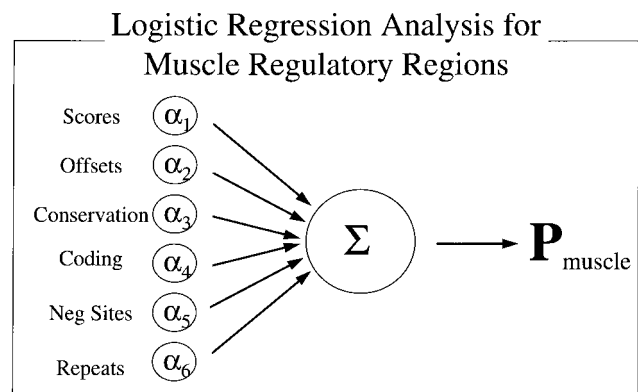 Logistic Regression Analysis for
Muscle Regulatory Regions
Scores α1
Offsets α2
Conservation α3
Coding α4
Neg Sites α5
Repeats α6
Σ
Pmuscle